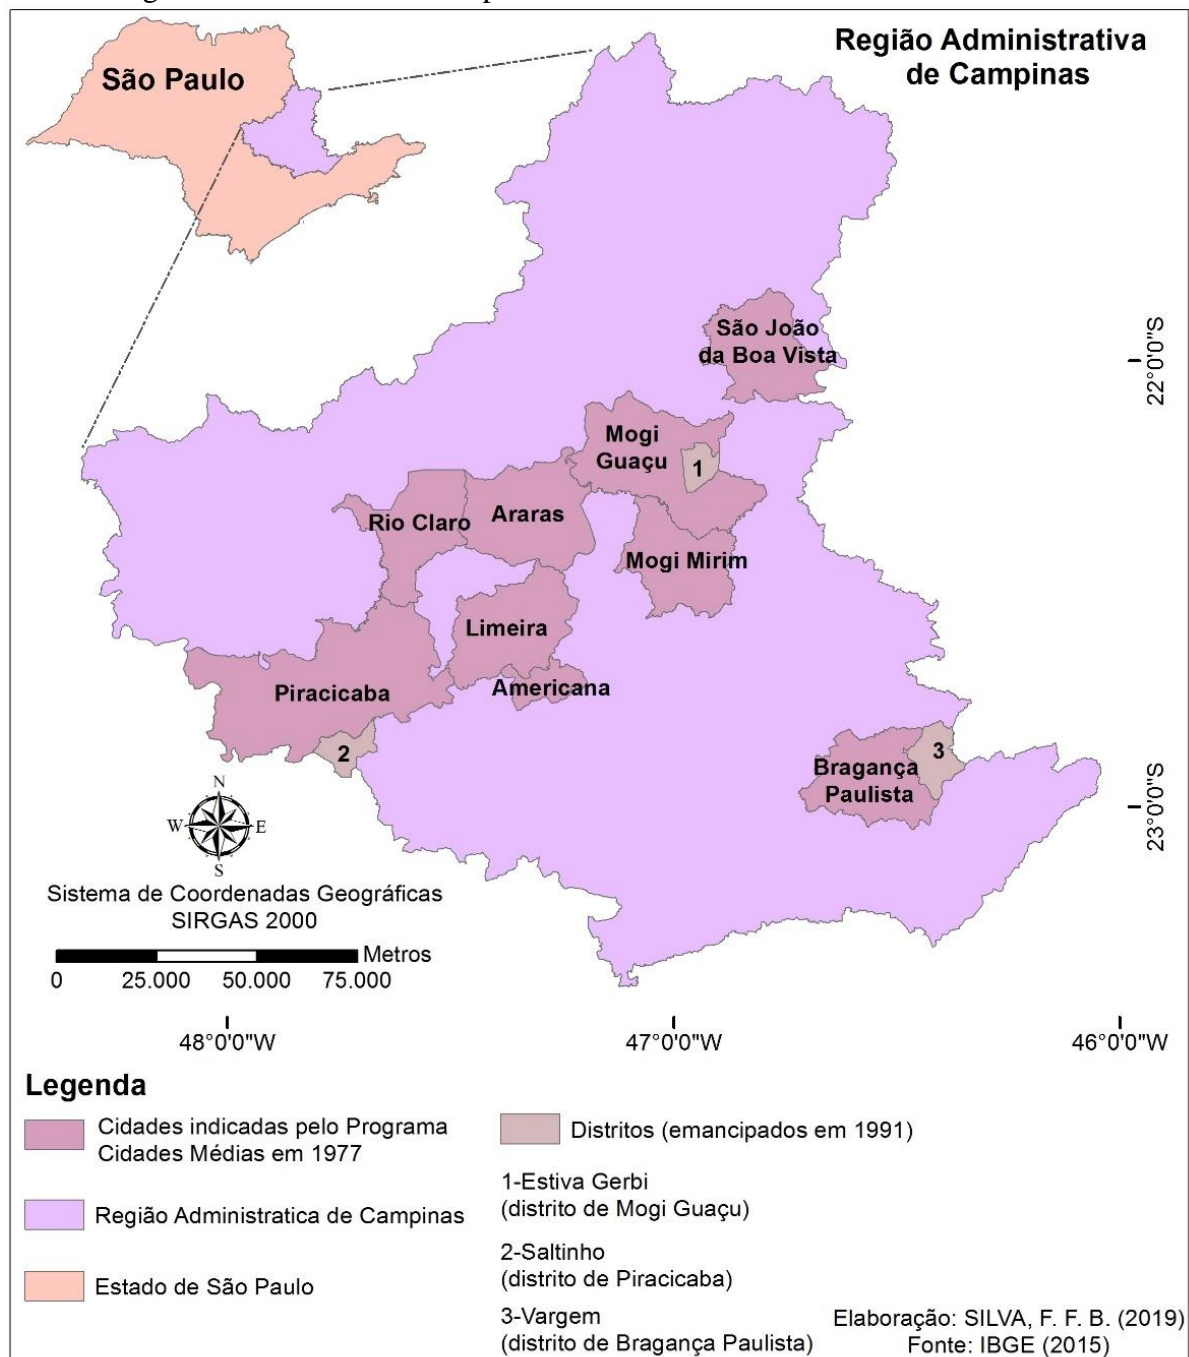 Região Administrativa
de Campinas
São Paulo
São João
da Boa Vista
22°0'0"S
Mogi
Guaçu
1
Rio Claro
Araras
Mogi Mirim
Limeira
Piracicaba
Americana
2
3
Bragança
Paulista
23°0'0"S
N
W
E
S
Sistema de Coordenadas Geográficas
SIRGAS 2000
Metros
0 25.000 50.000 75.000
48°0'0"W 47°0'0"W 46°0'0"W
Legenda
Cidades indicadas pelo Programa
Cidades Médias em 1977
Região Administratica de Campinas
Estado de São Paulo
Distritos (emancipados em 1991)
1-Estiva Gerbi
(distrito de Mogi Guaçu)
2-Saltinho
(distrito de Piracicaba)
3-Vargem
(distrito de Bragança Paulista)
Elaboração: SILVA, F. F. B. (2019)
Fonte: IBGE (2015)